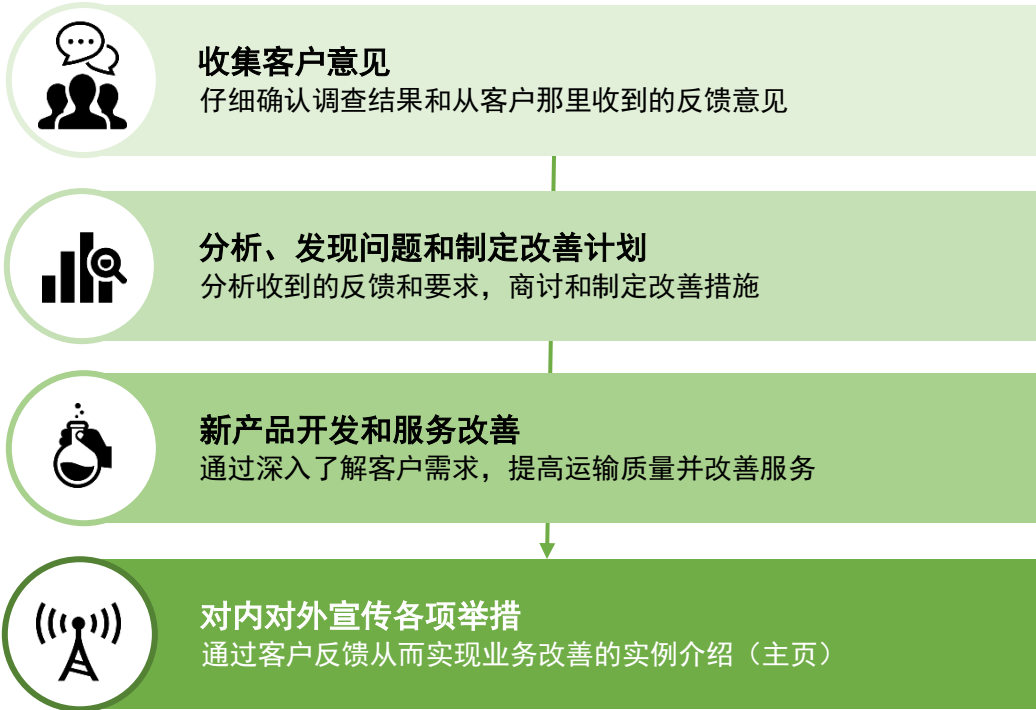 收集客户意见
仔细确认调查结果和从客户那里收到的反馈意见
分析、发现问题和制定改善计划
分析收到的反馈和要求，商讨和制定改善措施
新产品开发和服务改善
通过深入了解客户需求，提高运输质量并改善服务
对内对外宣传各项举措
通过客户反馈从而实现业务改善的实例介绍（主页）